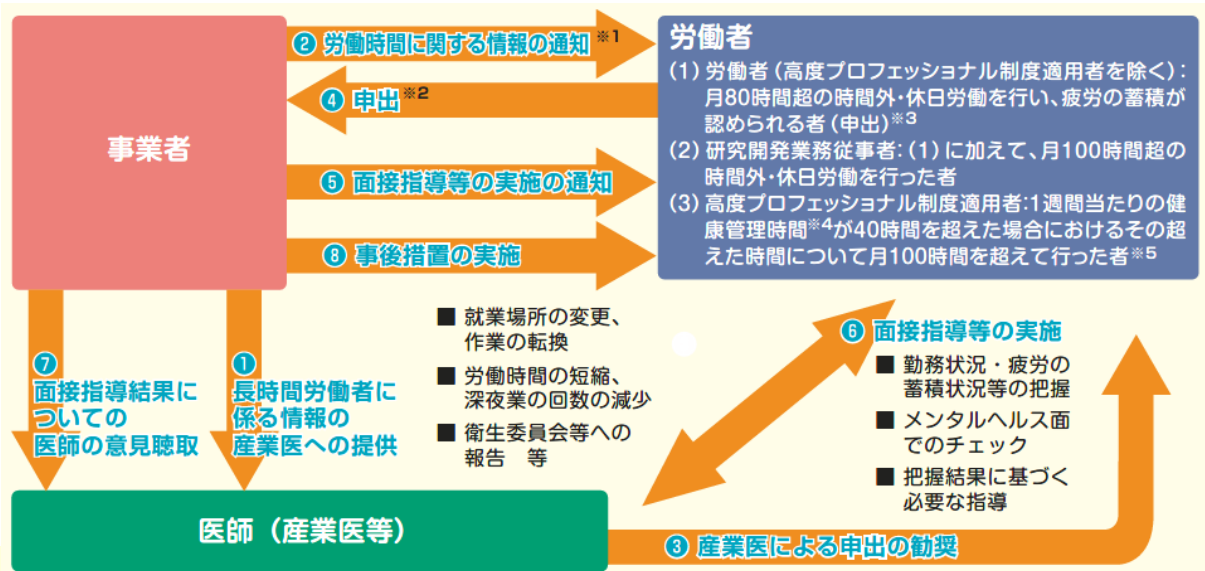 事業者
❷ 労働時間に関する情報の通知※1
❹ 申出※2
❺ 面接指導等の実施の通知
❽ 事後措置の実施
労働者
(1) 労働者(高度プロフェッショナル制度適用者を除く):
月80時間超の時間外・休日労働を行い、疲労の蓄積が
認められる者(申出)※3
(2) 研究開発業務従事者:(1)に加えて、月100時間超の
時間外・休日労働を行った者
(3) 高度プロフェッショナル制度適用者:1週間当たりの健
康管理時間※4が40時間を超えた場合におけるその超
えた時間について月100時間を超えて行った者※5
❼
面接指導結果に
ついての
医師の意見聴取
❶
長時間労働者に
係る情報の
産業医への提供
■ 就業場所の変更、
作業の転換
■ 労働時間の短縮、
深夜業の回数の減少
■ 衛生委員会等への
報告 等
❻ 面接指導等の実施
■ 勤務状況・疲労の
蓄積状況等の把握
■ メンタルヘルス面
でのチェック
■ 把握結果に基づく
必要な指導
医師(産業医等)
❸ 産業医による申出の勧奨